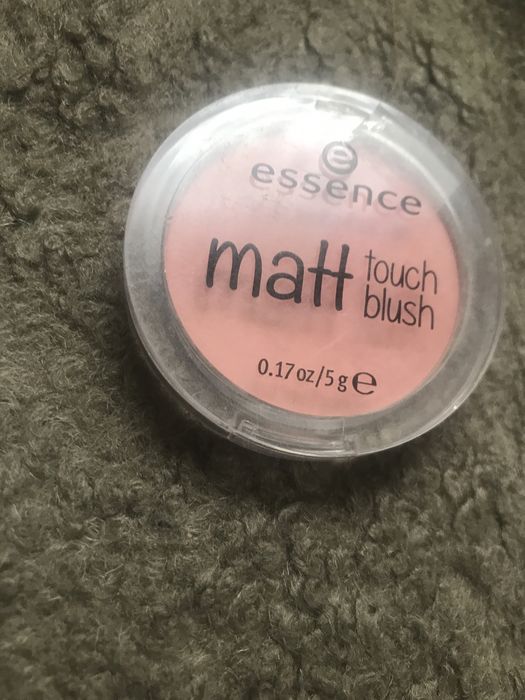 e
essence
matt touch
blush
0.17 oz/5 g ℮